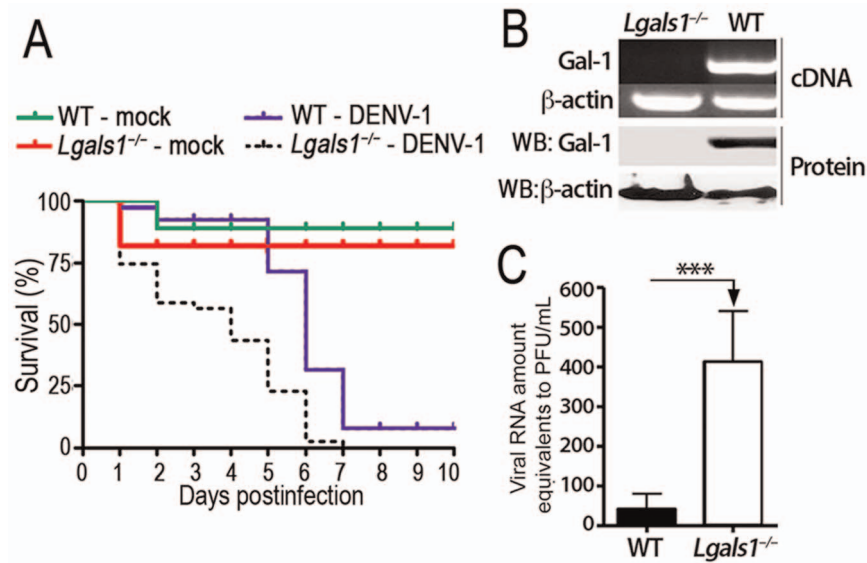 A
WT - mock
WT - DENV-1
Lgals1⁻/⁻ - mock
Lgals1⁻/⁻ - DENV-1
Survival (%)
100
75
50
25
0
0 1 2 3 4 5 6 7 8 9 10
Days postinfection
B
Lgals1⁻/⁻ WT
Gal-1
β-actin
cDNA
WB: Gal-1
WB:β-actin
Protein
C
Viral RNA amount
equivalents to PFU/mL
600
500
400
300
200
100
0
***
WT Lgals1⁻/⁻